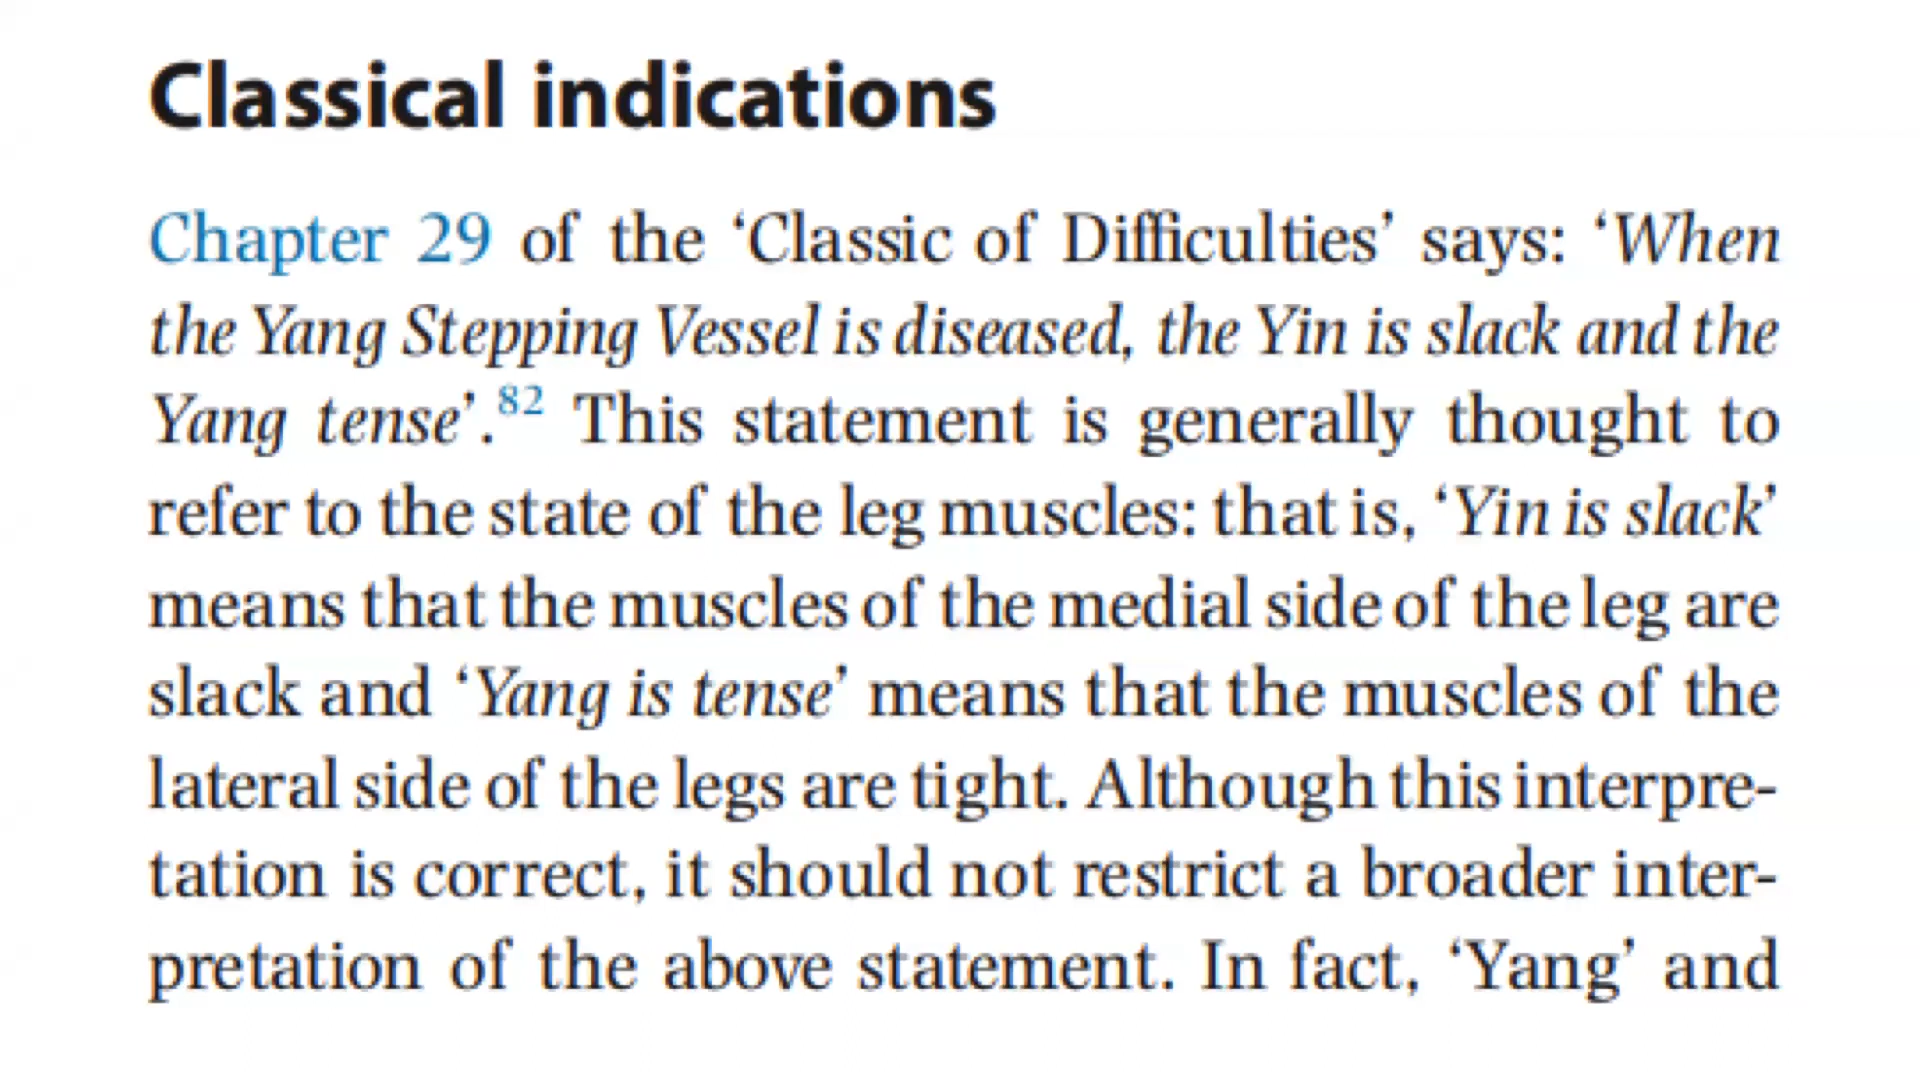 Classical indications
Chapter 29 of the ‘Classic of Difficulties’ says: ‘When
the Yang Stepping Vessel is diseased, the Yin is slack and the
Yang tense’.82 This statement is generally thought to
refer to the state of the leg muscles: that is, ‘Yin is slack’
means that the muscles of the medial side of the leg are
slack and ‘Yang is tense’ means that the muscles of the
lateral side of the legs are tight. Although this interpre-
tation is correct, it should not restrict a broader inter-
pretation of the above statement. In fact, ‘Yang’ and